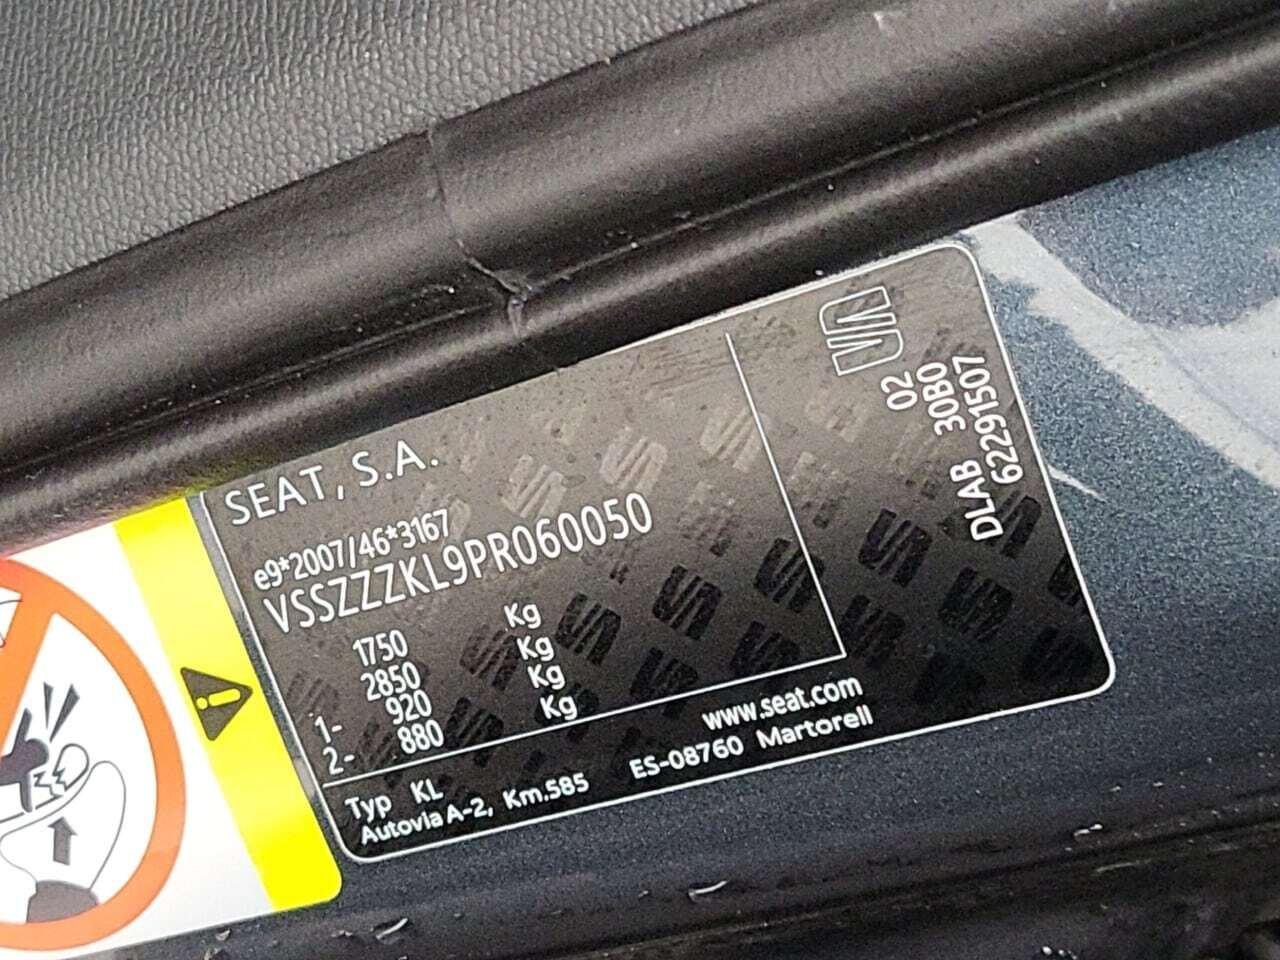 SEAT, S.A.
e9*2007/46*3167
VSSZZZKL9PR060050
1750 Kg
2850 Kg
1- 920 Kg
2- 880 Kg
Typ KL
www.seat.com
Autovia A-2, Km.585 ES-08760 Martorell
02
DLAB 30B0
62291507